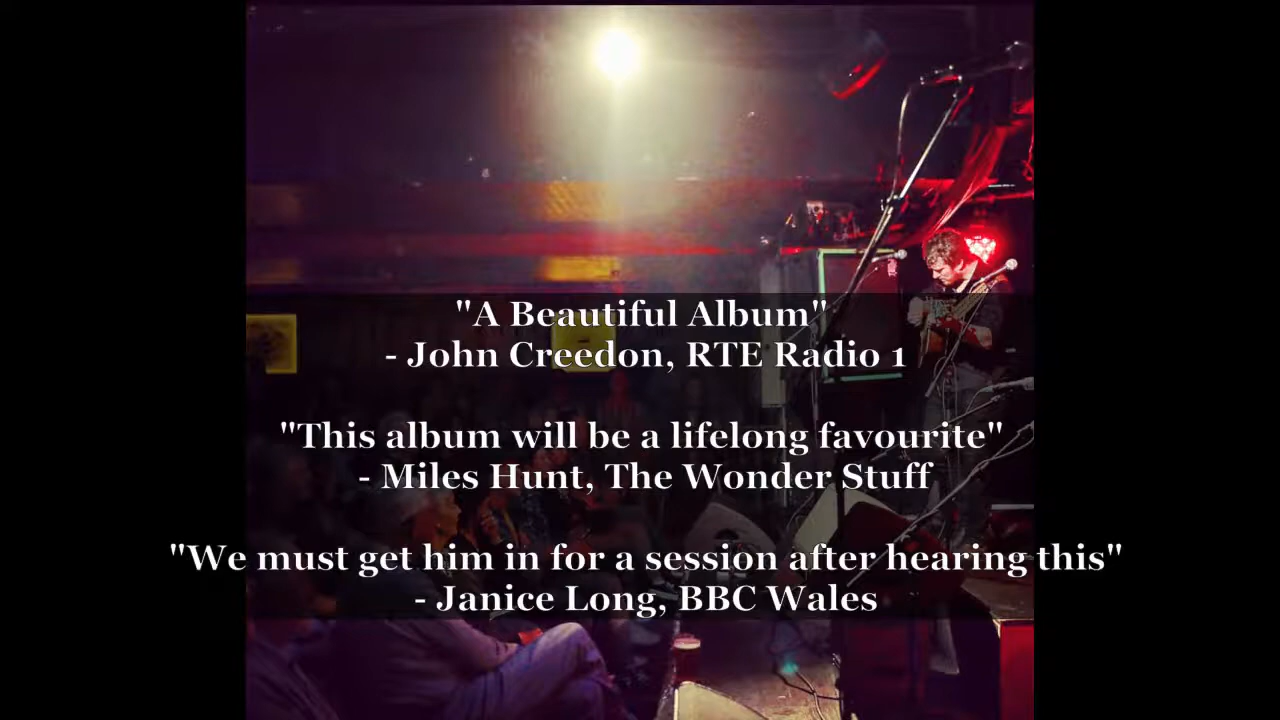 "A Beautiful Album"
- John Creedon, RTE Radio 1
"This album will be a lifelong favourite"
- Miles Hunt, The Wonder Stuff
"We must get him in for a session after hearing this"
- Janice Long, BBC Wales